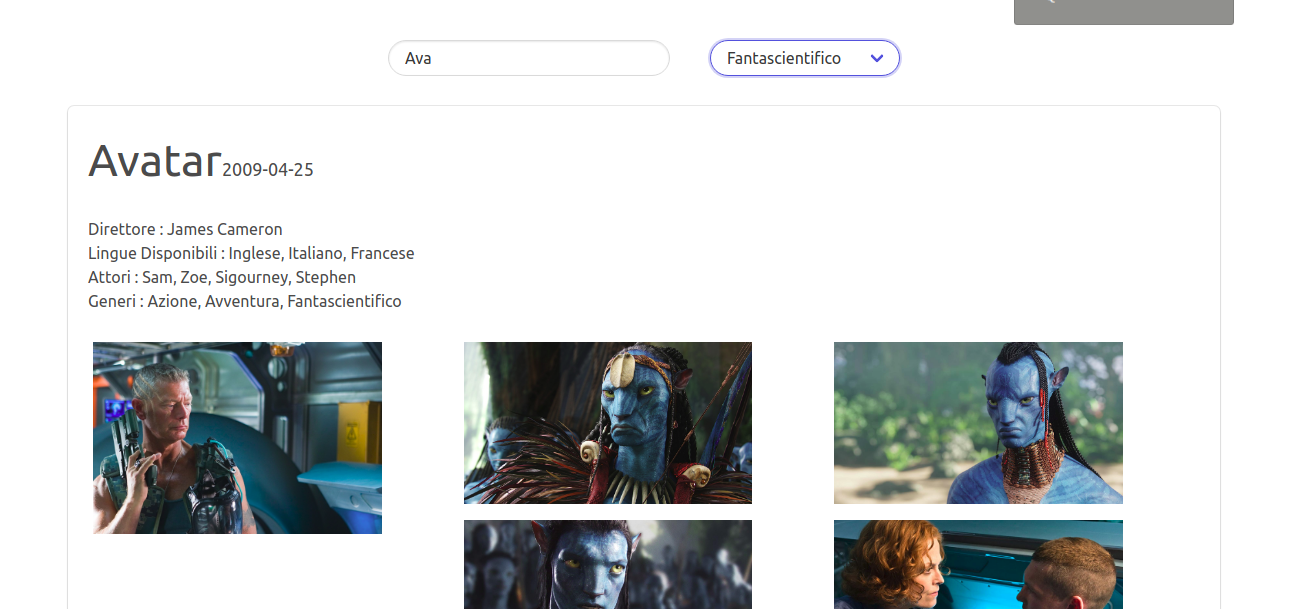 Ava
Fantascientifico
Avatar2009-04-25
Direttore : James Cameron
Lingue Disponibili : Inglese, Italiano, Francese
Attori : Sam, Zoe, Sigourney, Stephen
Generi : Azione, Avventura, Fantascientifico